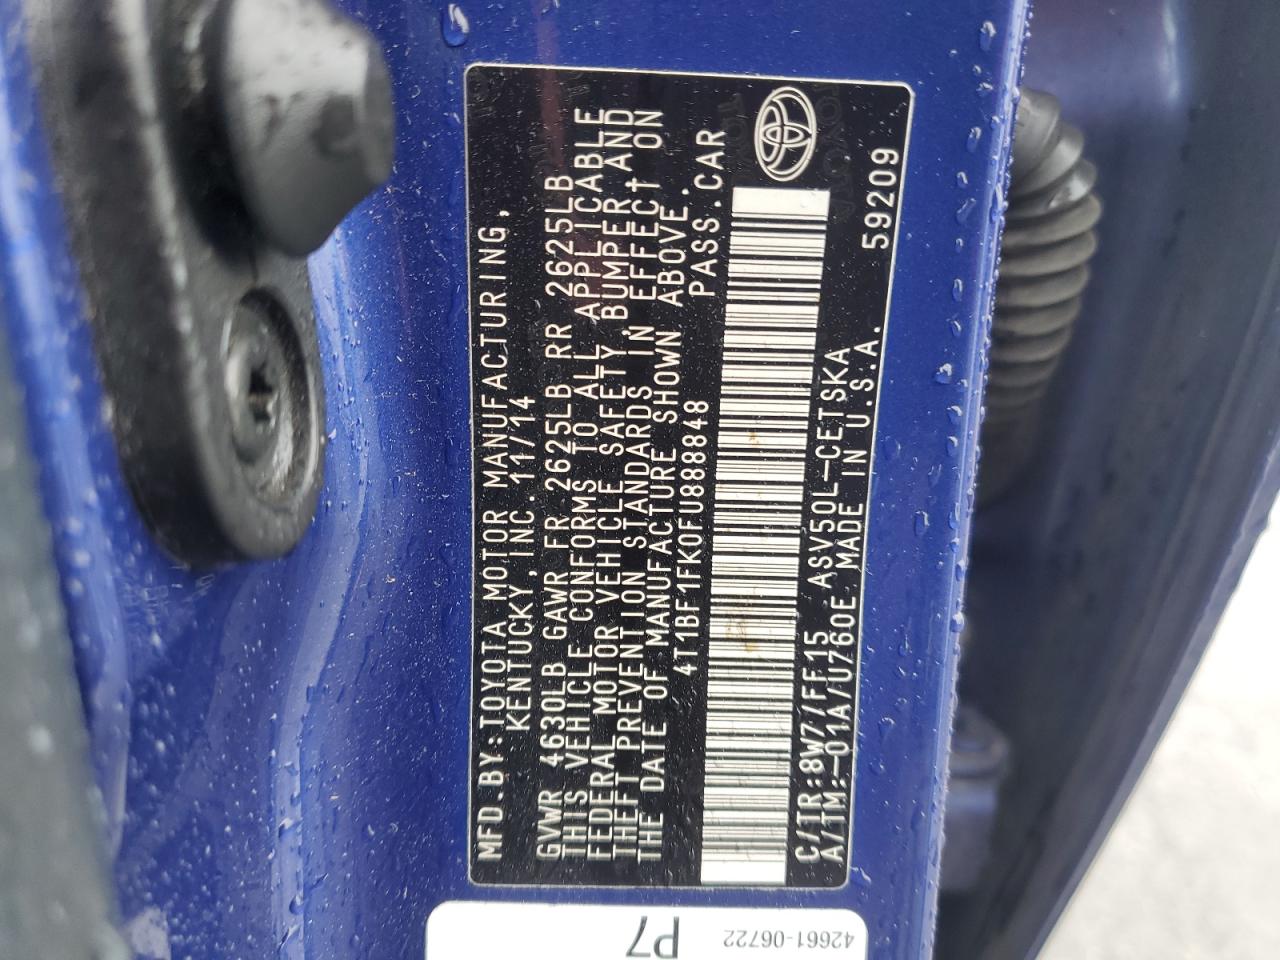 MFD.BY:TOYOTA MOTOR MANUFACTURING,
KENTUCKY,INC. 11/14
GVWR 4630LB GAWR FR 2625LB RR 2625LB
THIS VEHICLE CONFORMS TO ALL APPLICABLE
FEDERAL MOTOR VEHICLE SAFETY,BUMPER,AND
THEFT PREVENTION STANDARDS IN EFFECT ON
THE DATE OF MANUFACTURE SHOWN ABOVE.
4T1BF1FK0FU888848 PASS.CAR
C/TR:8W7/FF15 ASV50L-CETSKA
A/TM:-01A/U760E MADE IN U.S.A.
59209
P7
42661-06722